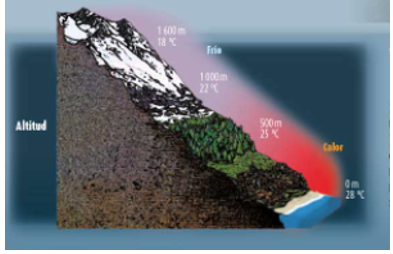 1 600 m
18 °C
Frío
1 000 m
22 °C
Altitud
500 m
25 °C
Calor
0 m
28 °C